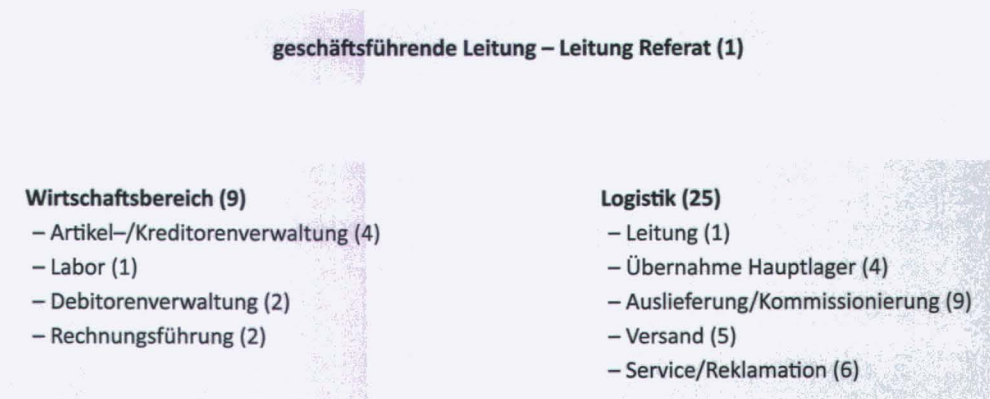 geschäftsführende Leitung – Leitung Referat (1)
Wirtschaftsbereich (9)
– Artikel–/Kreditorenverwaltung (4)
– Labor (1)
– Debitorenverwaltung (2)
– Rechnungsführung (2)
Logistik (25)
– Leitung (1)
– Übernahme Hauptlager (4)
– Auslieferung/Kommissionierung (9)
– Versand (5)
– Service/Reklamation (6)